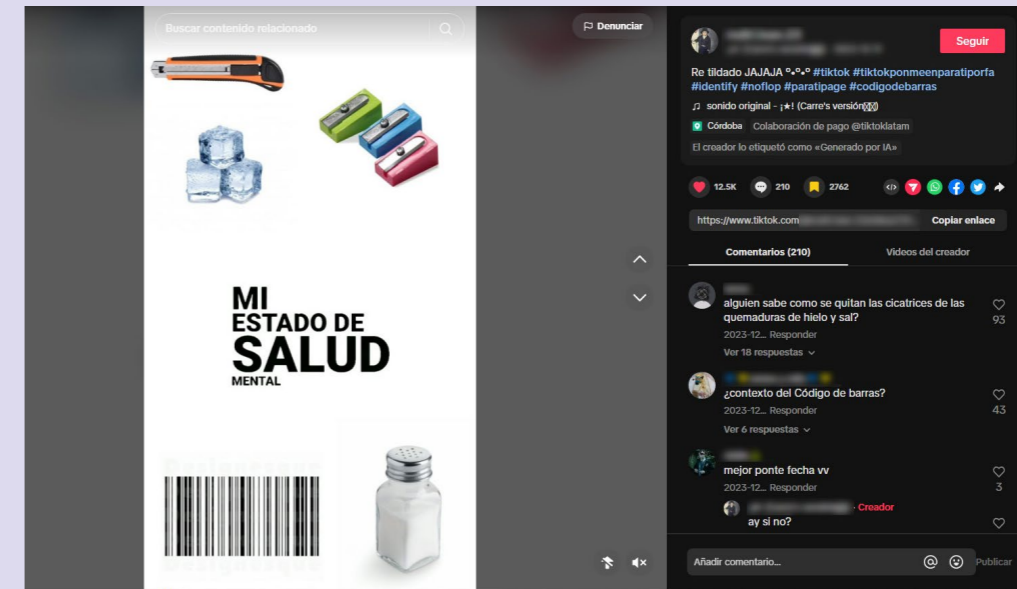 Buscar contenido relacionado
Denunciar
MI
ESTADO DE
SALUD
MENTAL
Seguir
Re tildado JAJAJA °•°•° #tiktok #tiktokponmeenparatiporfa
#identify #noflop #paratipage #codigodebarras
sonido original - ¡★! (Carre's versión)
Córdoba Colaboración de pago @tiktoklatam
El creador lo etiquetó como «Generado por IA»
12.5K 210 2762
https://www.tiktok.com Copiar enlace
Comentarios (210) Videos del creador
alguien sabe como se quitan las cicatrices de las
quemaduras de hielo y sal?
93
2023-12... Responder
Ver 18 respuestas
¿contexto del Código de barras?
43
2023-12... Responder
Ver 6 respuestas
mejor ponte fecha vv
3
2023-12... Responder
· Creador
ay si no?
Añadir comentario... Publicar